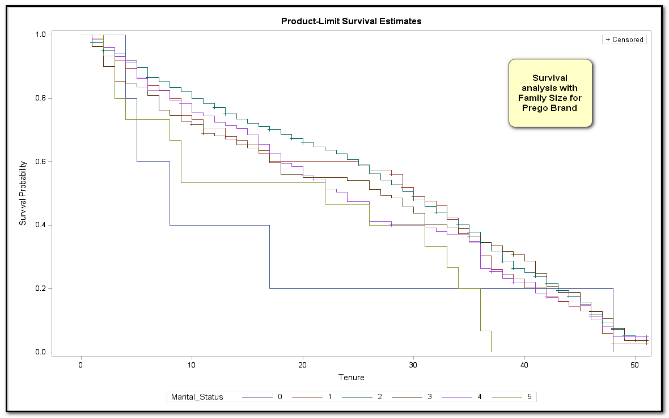 Product-Limit Survival Estimates
+ Censored
Survival
analysis with
Family Size for
Prego Brand
Survival Probability
1.0
0.8
0.6
0.4
0.2
0.0
0 10 20 30 40 50
Tenure
Marital_Status 0 1 2 3 4 5